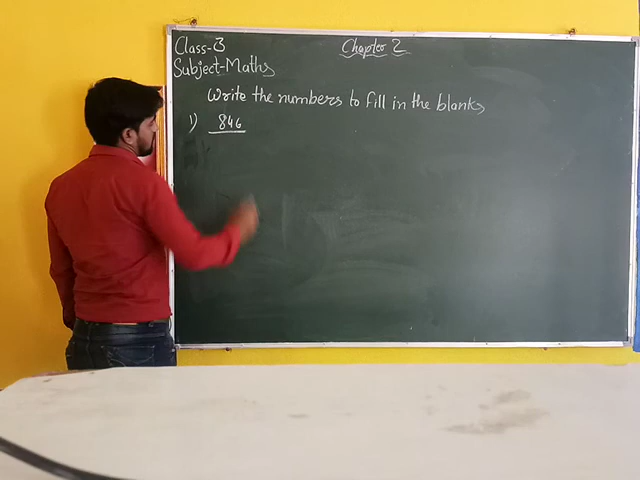 Class-3
Chapter 2
Subject-Maths
Write the numbers to fill in the blanks
1) 846